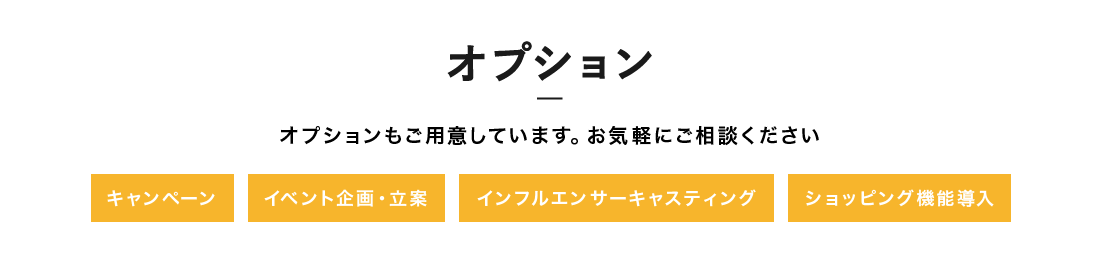 オプション
オプションもご用意しています。お気軽にご相談ください
キャンペーン
イベント企画・立案
インフルエンサーキャスティング
ショッピング機能導入